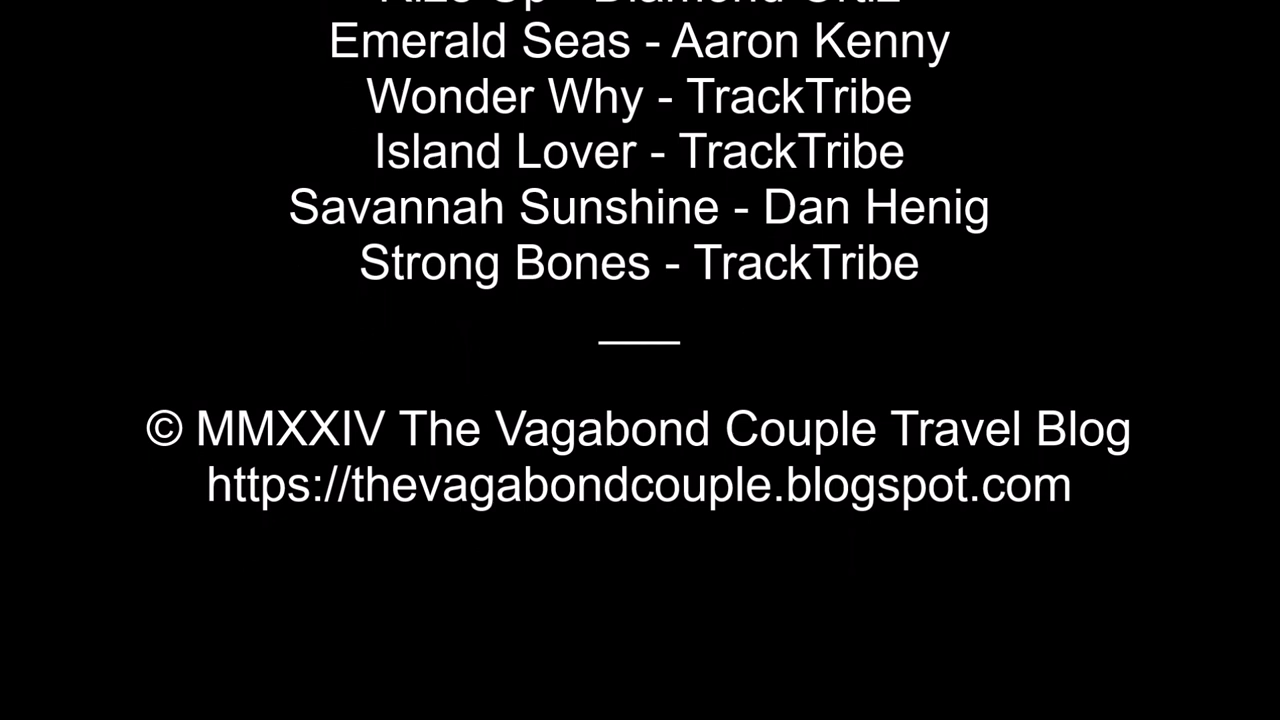 Emerald Seas - Aaron Kenny
Wonder Why - TrackTribe
Island Lover - TrackTribe
Savannah Sunshine - Dan Henig
Strong Bones - TrackTribe
© MMXXIV The Vagabond Couple Travel Blog
https://thevagabondcouple.blogspot.com